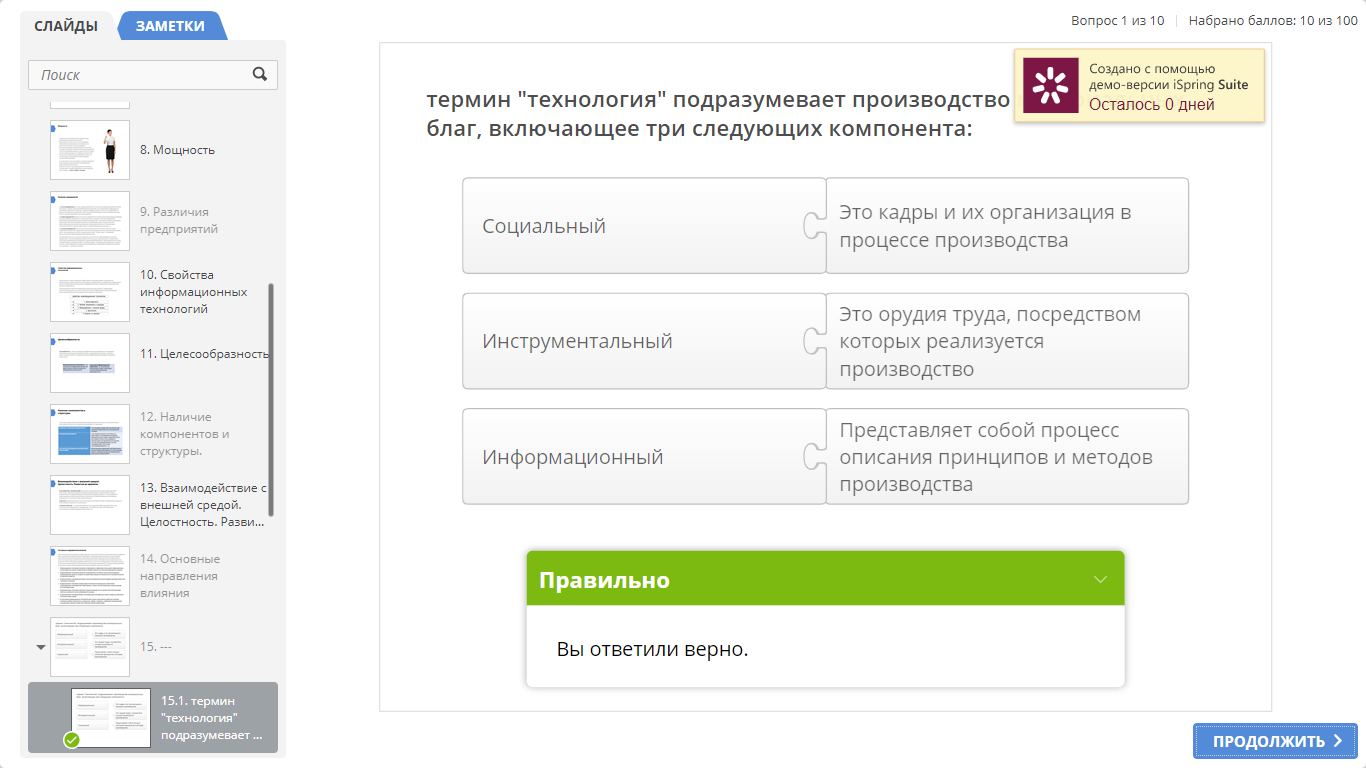 СЛАЙДЫ
ЗАМЕТКИ
Вопрос 1 из 10
Набрано баллов: 10 из 100
Поиск
8. Мощность
9. Различия
предприятий
10. Свойства
информационных
технологий
11. Целесообразность
12. Наличие
компонентов и
структуры.
13. Взаимодействие с
внешней средой.
Целостность. Разви...
14. Основные
направления
влияния
15. ---
15.1. термин
"технология"
подразумевает ...
Создано с помощью
демо-версии iSpring Suite
Осталось 0 дней
термин "технология" подразумевает производство
благ, включающее три следующих компонента:
Социальный
Это кадры и их организация в
процессе производства
Инструментальный
Это орудия труда, посредством
которых реализуется
производство
Информационный
Представляет собой процесс
описания принципов и методов
производства
Правильно
Вы ответили верно.
ПРОДОЛЖИТЬ